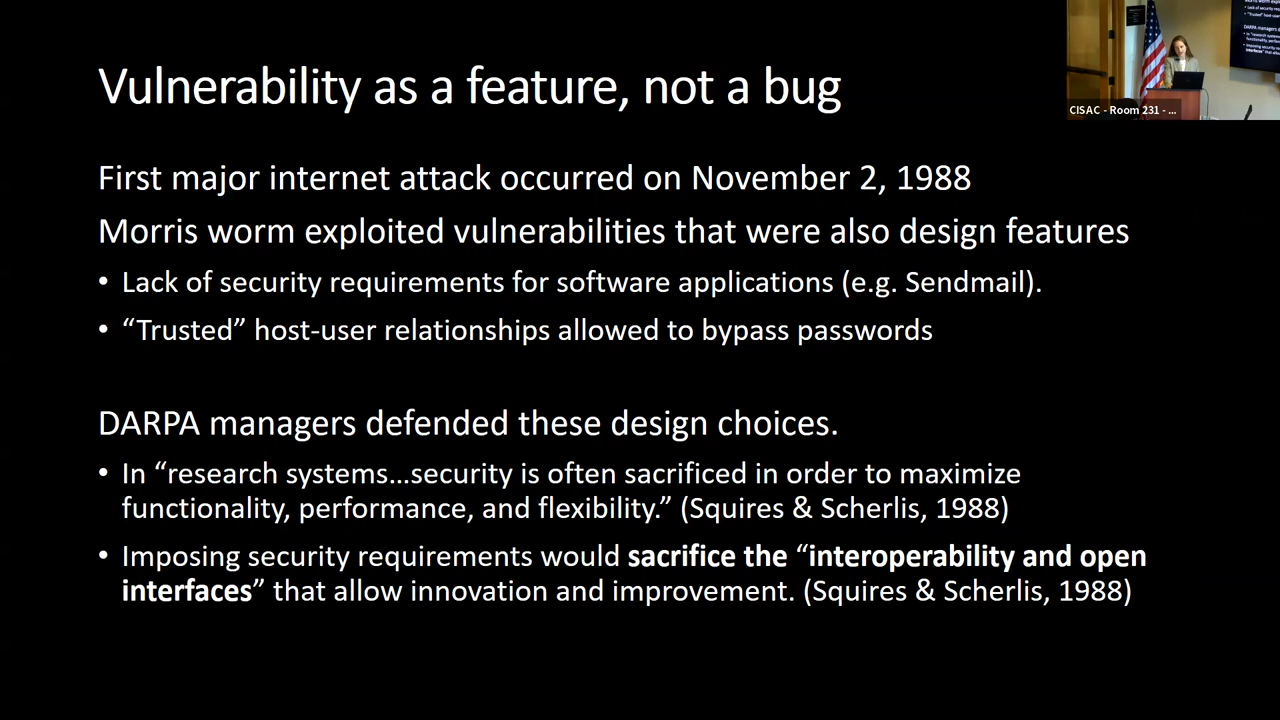 Vulnerability as a feature, not a bug
First major internet attack occurred on November 2, 1988
Morris worm exploited vulnerabilities that were also design features
• Lack of security requirements for software applications (e.g. Sendmail).
• “Trusted” host-user relationships allowed to bypass passwords
DARPA managers defended these design choices.
• In “research systems…security is often sacrificed in order to maximize
functionality, performance, and flexibility.” (Squires & Scherlis, 1988)
• Imposing security requirements would sacrifice the “interoperability and open
interfaces” that allow innovation and improvement. (Squires & Scherlis, 1988)
CISAC - Room 231 - ...